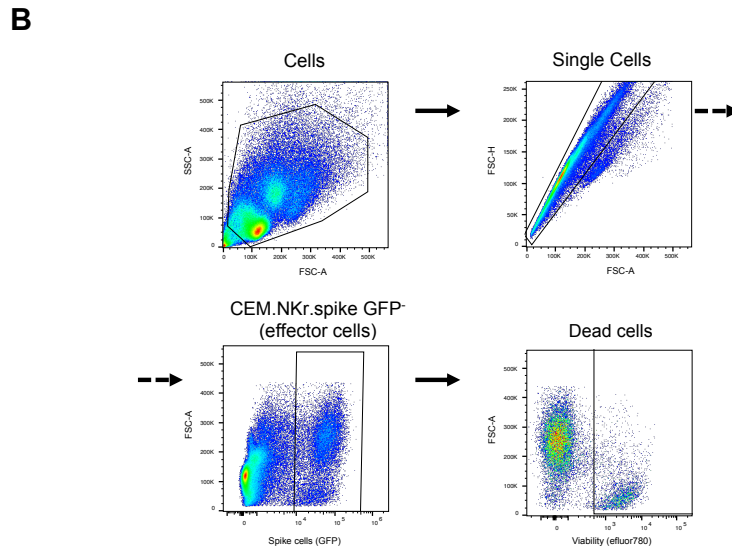 B
Cells
Single Cells
500K
400K
300K
200K
100K
0
SSC-A
0 100K 200K 300K 400K 500K
FSC-A
250K
200K
150K
100K
50K
0
FSC-H
0 100K 200K 300K 400K 500K
FSC-A
CEM.NKr.spike GFP-
(effector cells)
Dead cells
500K
400K
300K
200K
100K
0
FSC-A
0 10^4 10^5 10^6
Spike cells (GFP)
500K
400K
300K
200K
100K
0
FSC-A
0 10^3 10^4 10^5
Viability (efluor780)